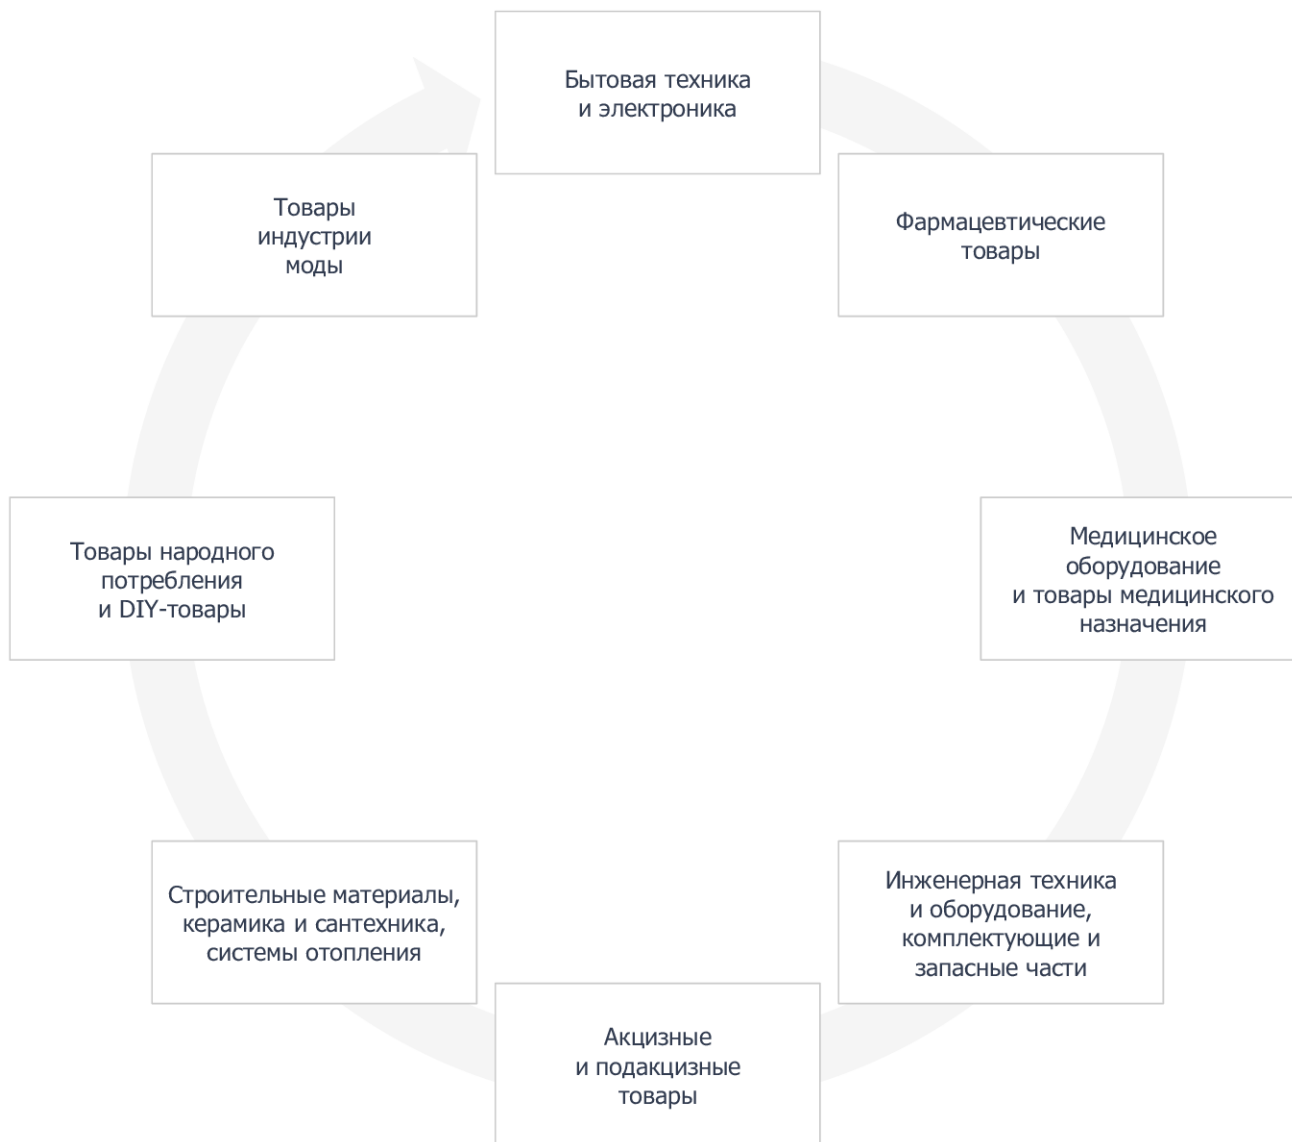 Бытовая техника
и электроника
Фармацевтические
товары
Медицинское
оборудование
и товары медицинского
назначения
Инженерная техника
и оборудование,
комплектующие и
запасные части
Акцизные
и подакцизные
товары
Строительные материалы,
керамика и сантехника,
системы отопления
Товары народного
потребления
и DIY-товары
Товары
индустрии
моды